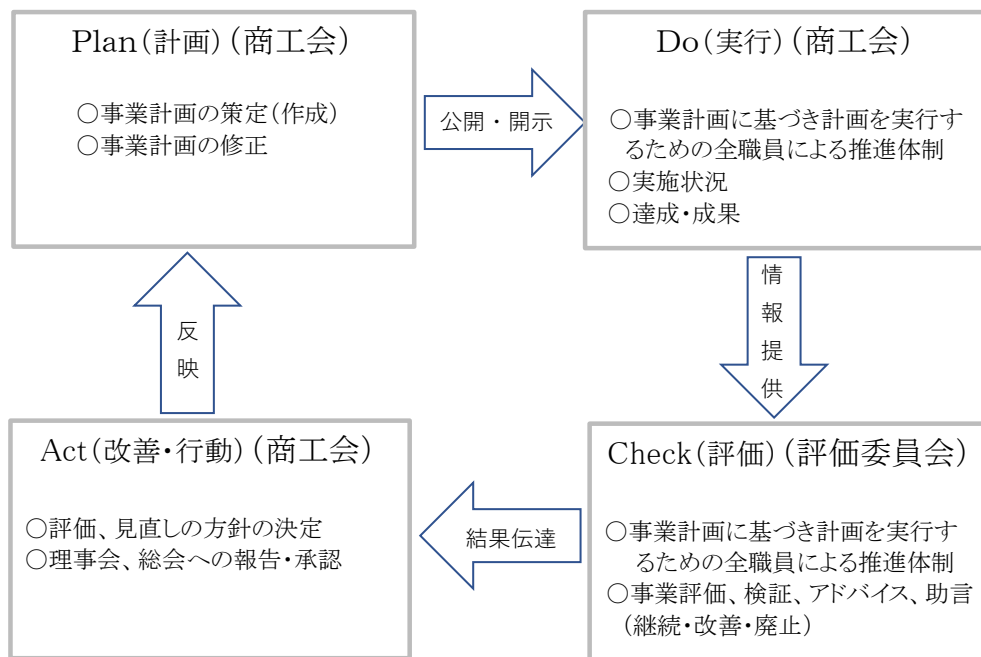 Plan(計画)(商工会)
○事業計画の策定(作成)
○事業計画の修正
公開・開示
Do(実行)(商工会)
○事業計画に基づき計画を実行す
るための全職員による推進体制
○実施状況
○達成・成果
情報提供
Check(評価)(評価委員会)
○事業計画に基づき計画を実行す
るための全職員による推進体制
○事業評価、検証、アドバイス、助言
(継続・改善・廃止)
結果伝達
Act(改善・行動)(商工会)
○評価、見直しの方針の決定
○理事会、総会への報告・承認
反映